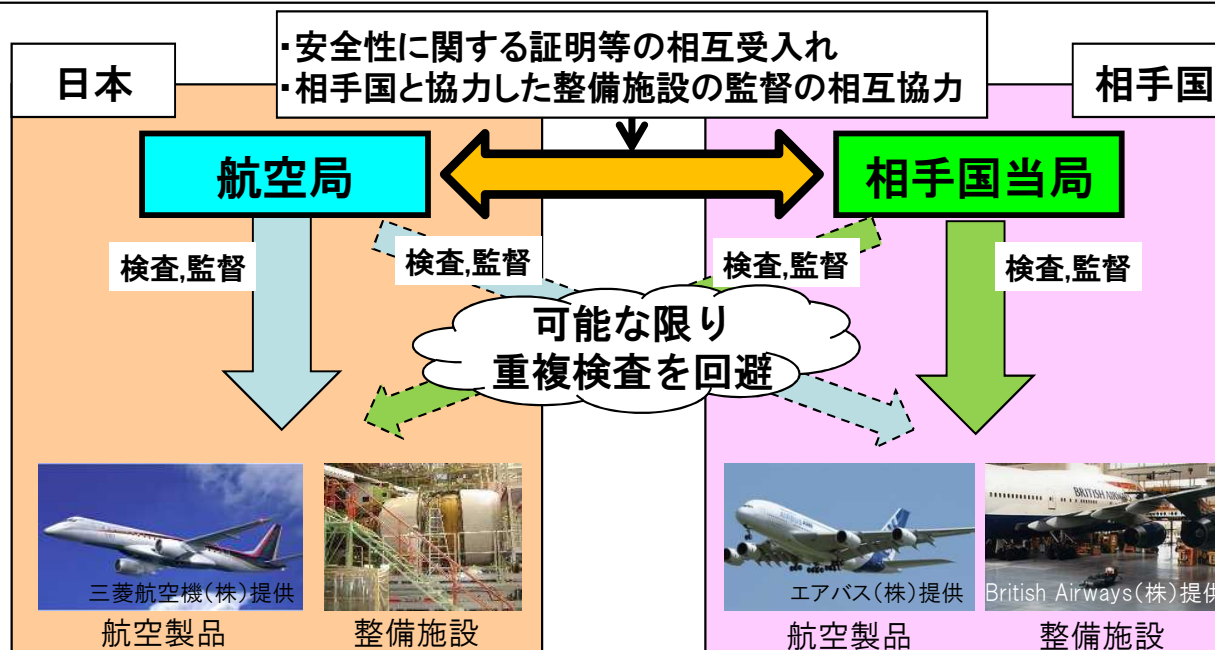 ・安全性に関する証明等の相互受入れ
・相手国と協力した整備施設の監督の相互協力
日本
相手国
航空局
相手国当局
検査,監督
検査,監督
検査,監督
検査,監督
可能な限り
重複検査を回避
三菱航空機(株)提供
エアバス(株)提供
BRITISH AIRWAYS
British Airways(株)提供
航空製品
整備施設
航空製品
整備施設